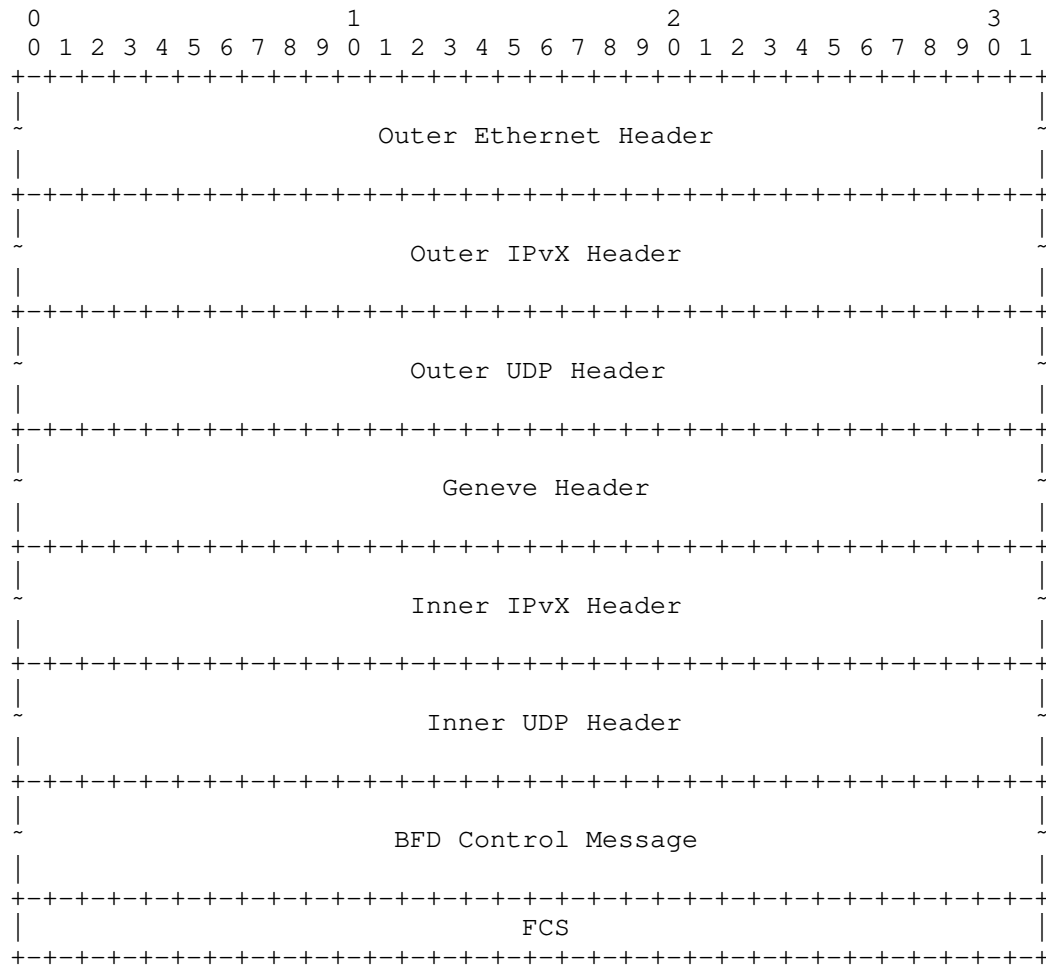 0                   1                   2                   3
 0 1 2 3 4 5 6 7 8 9 0 1 2 3 4 5 6 7 8 9 0 1 2 3 4 5 6 7 8 9 0 1
+-+-+-+-+-+-+-+-+-+-+-+-+-+-+-+-+-+-+-+-+-+-+-+-+-+-+-+-+-+-+-+-+
|                                                               |
~                      Outer Ethernet Header                    ~
|                                                               |
+-+-+-+-+-+-+-+-+-+-+-+-+-+-+-+-+-+-+-+-+-+-+-+-+-+-+-+-+-+-+-+-+
|                                                               |
~                        Outer IPvX Header                      ~
|                                                               |
+-+-+-+-+-+-+-+-+-+-+-+-+-+-+-+-+-+-+-+-+-+-+-+-+-+-+-+-+-+-+-+-+
|                                                               |
~                        Outer UDP Header                       ~
|                                                               |
+-+-+-+-+-+-+-+-+-+-+-+-+-+-+-+-+-+-+-+-+-+-+-+-+-+-+-+-+-+-+-+-+
|                                                               |
~                          Geneve Header                        ~
|                                                               |
+-+-+-+-+-+-+-+-+-+-+-+-+-+-+-+-+-+-+-+-+-+-+-+-+-+-+-+-+-+-+-+-+
|                                                               |
~                        Inner IPvX Header                      ~
|                                                               |
+-+-+-+-+-+-+-+-+-+-+-+-+-+-+-+-+-+-+-+-+-+-+-+-+-+-+-+-+-+-+-+-+
|                                                               |
~                         Inner UDP Header                      ~
|                                                               |
+-+-+-+-+-+-+-+-+-+-+-+-+-+-+-+-+-+-+-+-+-+-+-+-+-+-+-+-+-+-+-+-+
|                                                               |
~                       BFD Control Message                     ~
|                                                               |
+-+-+-+-+-+-+-+-+-+-+-+-+-+-+-+-+-+-+-+-+-+-+-+-+-+-+-+-+-+-+-+-+
|                               FCS                             |
+-+-+-+-+-+-+-+-+-+-+-+-+-+-+-+-+-+-+-+-+-+-+-+-+-+-+-+-+-+-+-+-+